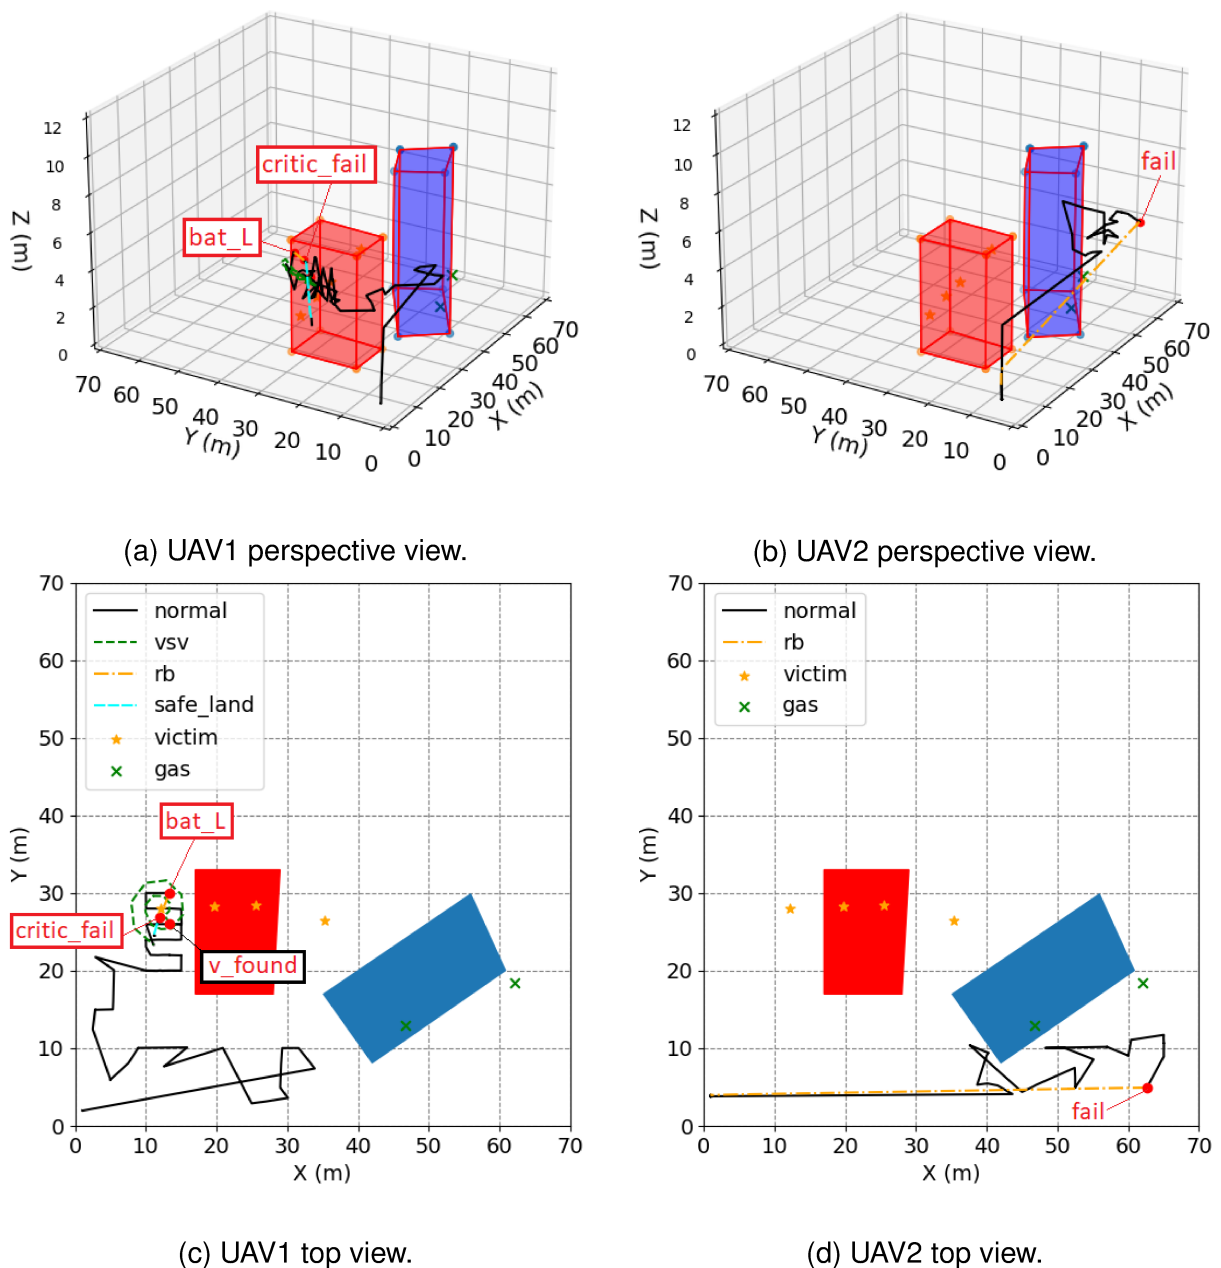 12
10
8
6
4
2
0
Z (m)
70
60
50
40
30
20
10
0
Y (m)
0
10
20
30
40
50
60
70
X (m)
critic_fail
bat_L
(a) UAV1 perspective view.
12
10
8
6
4
2
0
Z (m)
70
60
50
40
30
20
10
0
Y (m)
0
10
20
30
40
50
60
70
X (m)
fail
(b) UAV2 perspective view.
70
60
50
40
30
20
10
0
Y (m)
normal
vsv
rb
safe_land
victim
gas
bat_L
critic_fail
v_found
0 10 20 30 40 50 60 70
X (m)
(c) UAV1 top view.
70
60
50
40
30
20
10
0
Y (m)
normal
rb
victim
gas
fail
0 10 20 30 40 50 60 70
X (m)
(d) UAV2 top view.